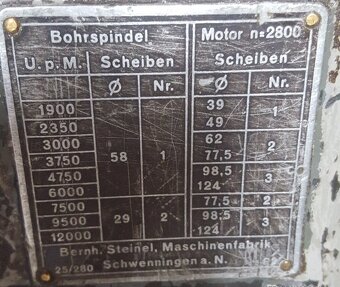 Bohrspindel Motor n=2800
U.p.M. Scheiben Scheiben
Ø Nr. Ø Nr.
1900 39
2350 49 1
3000 62
3750 58 1 77,5 2
4750 98,5
6000 124 3
7500 77,5 2
9500 29 2 98,5
12000 124 3
Bernh. Steinel, Maschinenfabrik
25/280 Schwenningen a.N.